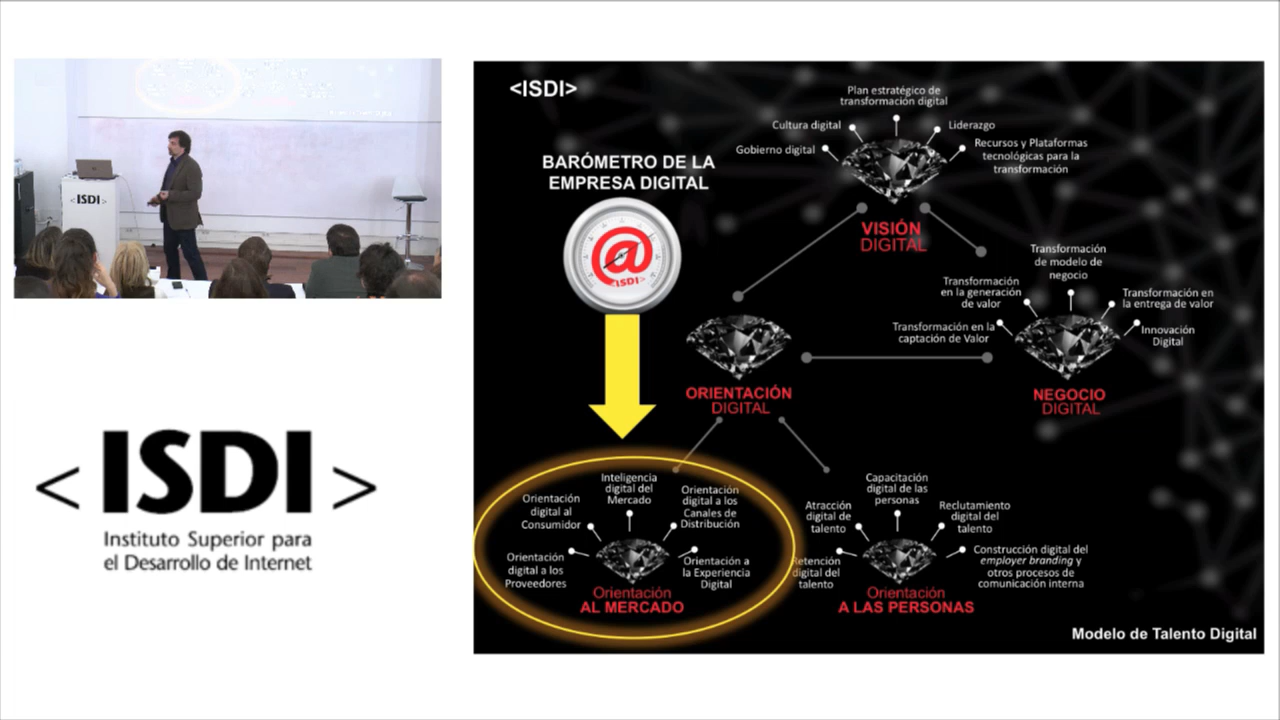 <ISDI>
<ISDI>
Instituto Superior para
el Desarrollo de Internet
<ISDI>
BARÓMETRO DE LA
EMPRESA DIGITAL
@
ISDI>
Plan estratégico de
transformación digital
Cultura digital
Liderazgo
Gobierno digital
Recursos y Plataformas
tecnológicas para la
transformación
VISIÓN
DIGITAL
Transformación
de modelo de
negocio
Transformación
en la generación
de valor
Transformación en
la entrega de valor
Transformación en la
captación de Valor
Innovación
Digital
ORIENTACIÓN
DIGITAL
NEGOCIO
DIGITAL
Inteligencia
digital del
Mercado
Orientación
digital al
Consumidor
Orientación
digital a los
Canales de
Distribución
Orientación
digital a los
Proveedores
Orientación a
la Experiencia
Digital
Orientación
AL MERCADO
Capacitación
digital de las
personas
Atracción
digital de
talento
Reclutamiento
digital del
talento
Retención
digital del
talento
Construcción digital del
employer branding y
otros procesos de
comunicación interna
Orientación
A LAS PERSONAS
Modelo de Talento Digital